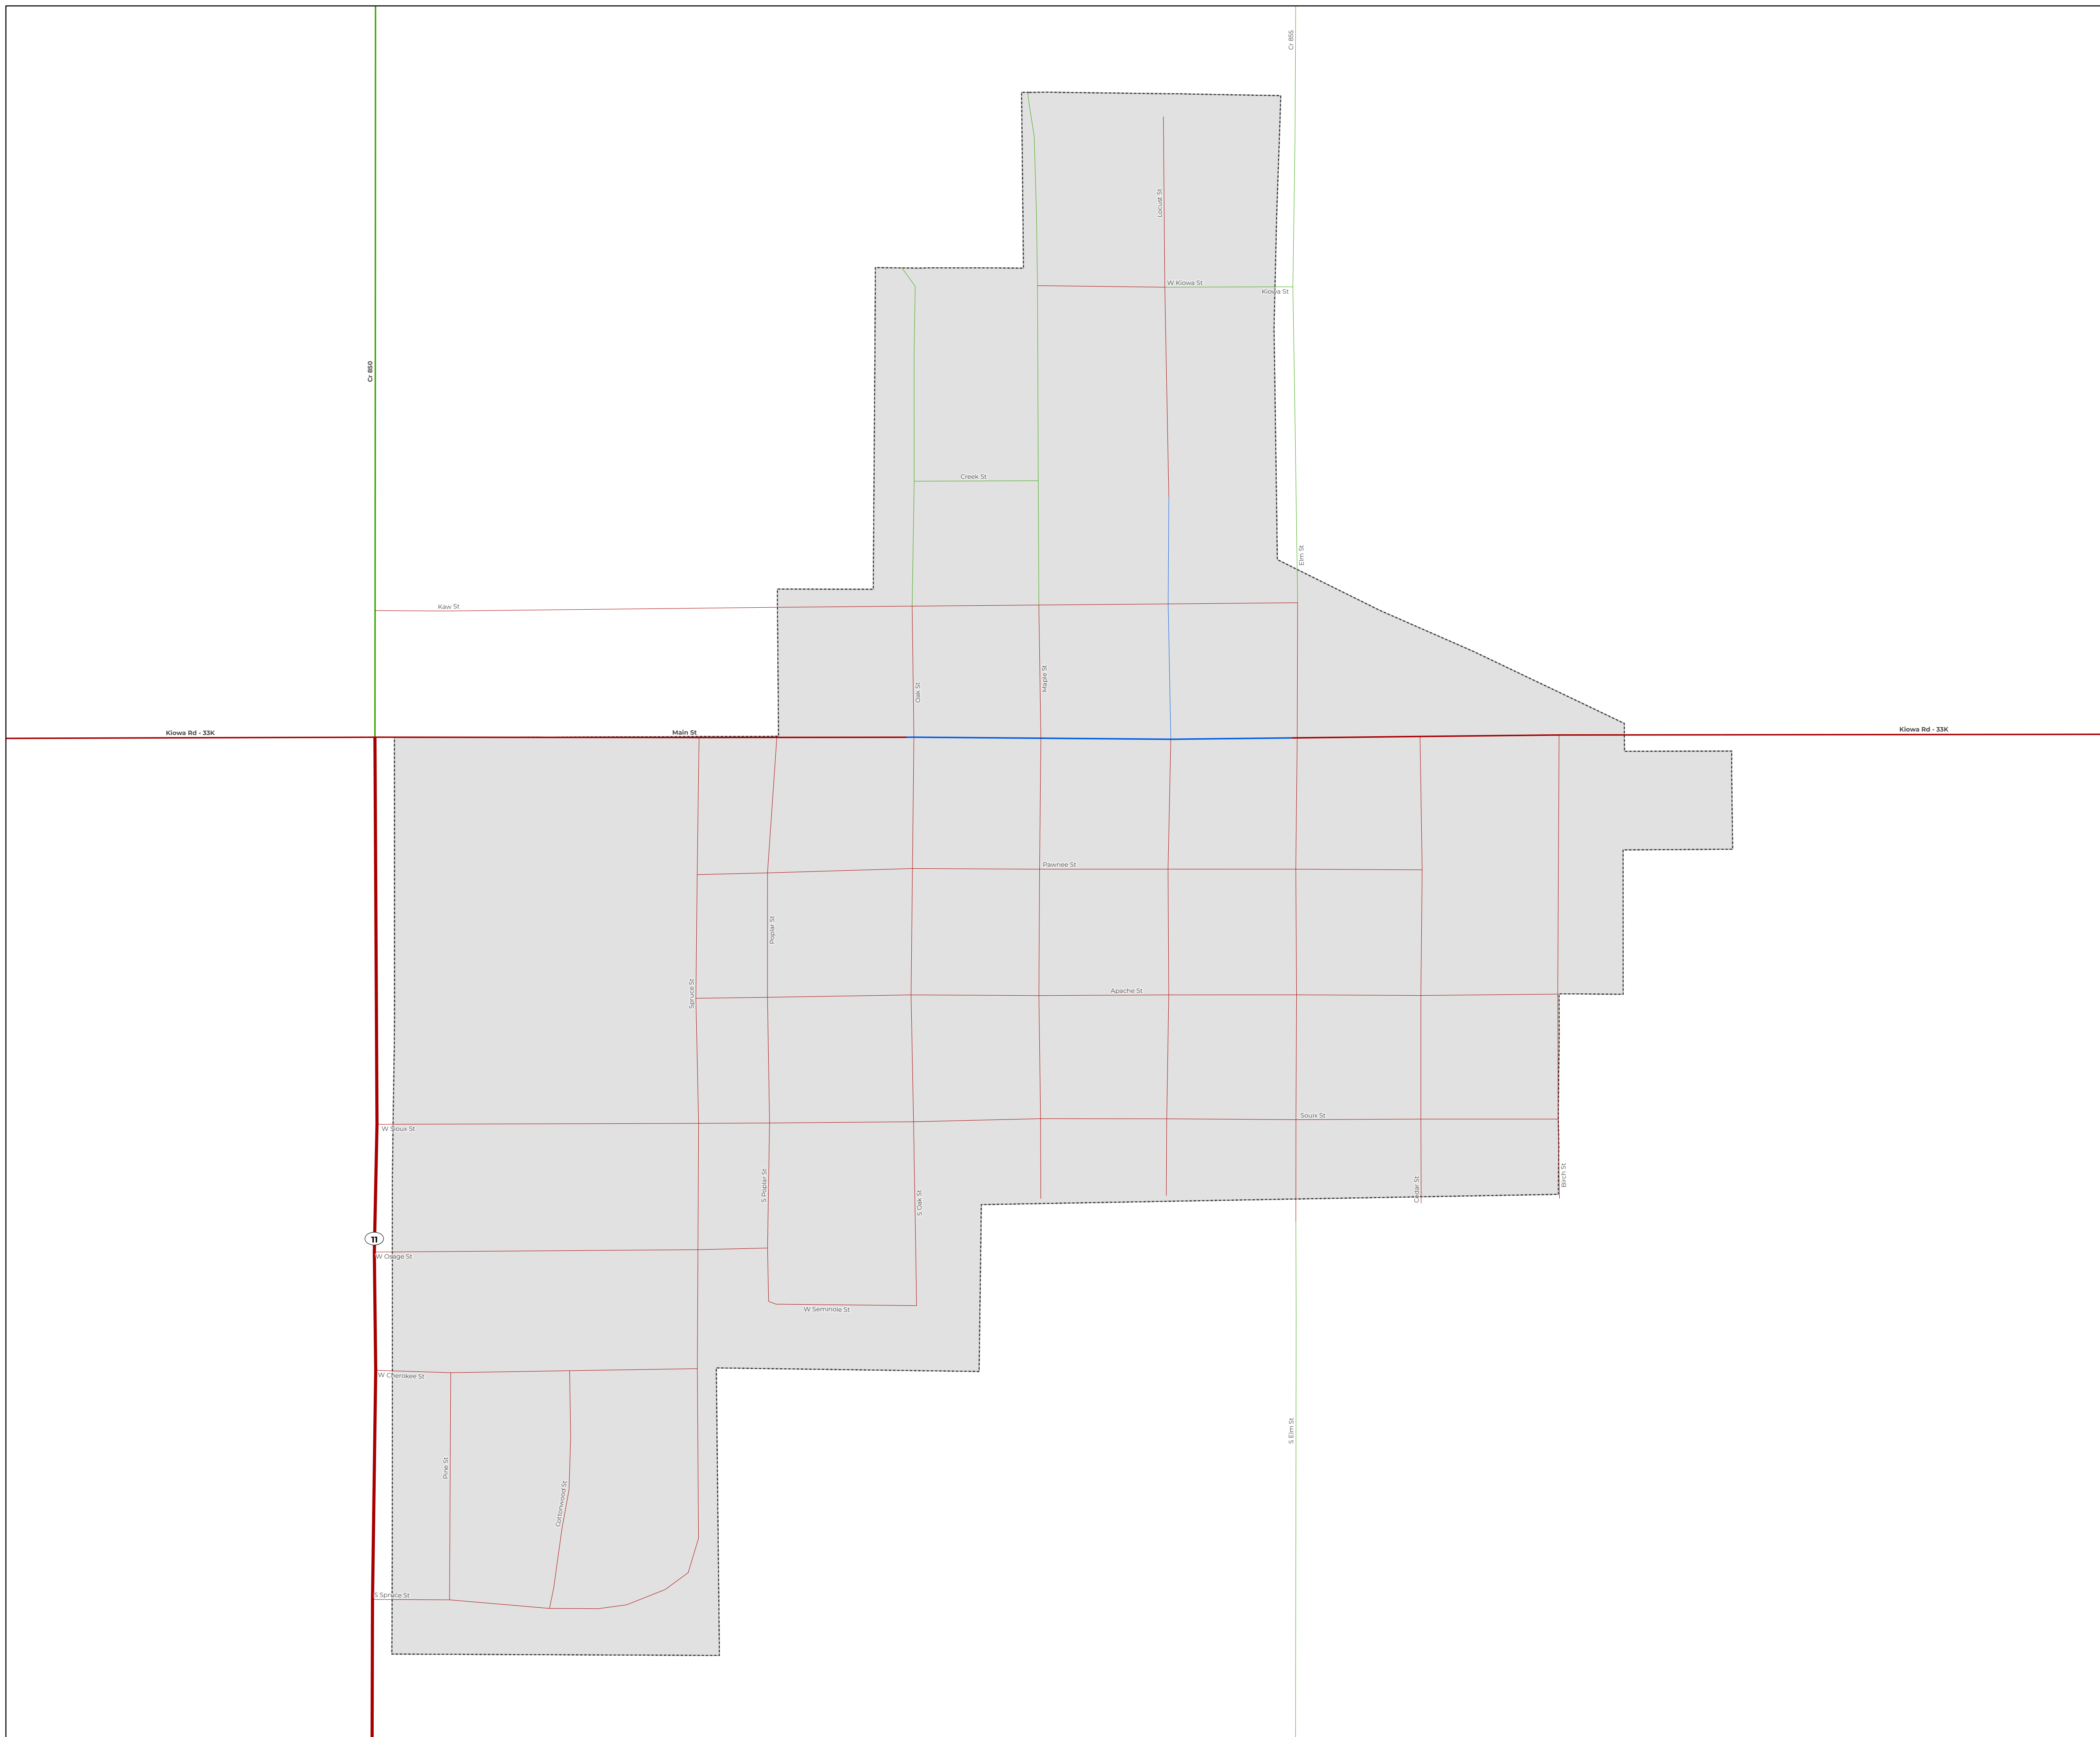 Cr 855
Locust St
W Kiowa St
Kiowa St
Cr 850
Creek St
Elm St
Kaw St
Maple St
Oak St
Kiowa Rd - 33K
Main St
Kiowa Rd - 33K
Pawnee St
Poplar St
Spruce St
Apache St
Souix St
W Sioux St
S Poplar St
S Oak St
Cedar St
Birch St
11
W Osage St
W Seminole St
W Cherokee St
S Elm St
Pine St
Cottonwood St
S Spruce St